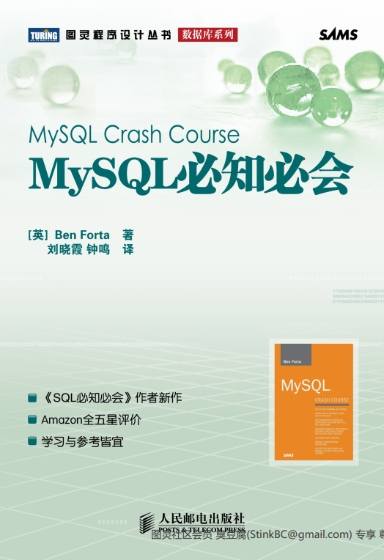 TURING 图灵程序设计丛书 数据库系列 SAMS
MySQL Crash Course
MySQL必知必会
[英] Ben Forta 著
刘晓霞 钟鸣 译
《SQL必知必会》作者新作
Amazon全五星评价
学习与参考皆宜
Ben Forta
MySQL
CRASH COURSE
SAMS
人民邮电出版社
POSTS & TELECOM PRESS
图灵社区会员 臭豆腐(StinkBC@gmail.com) 专享 尊